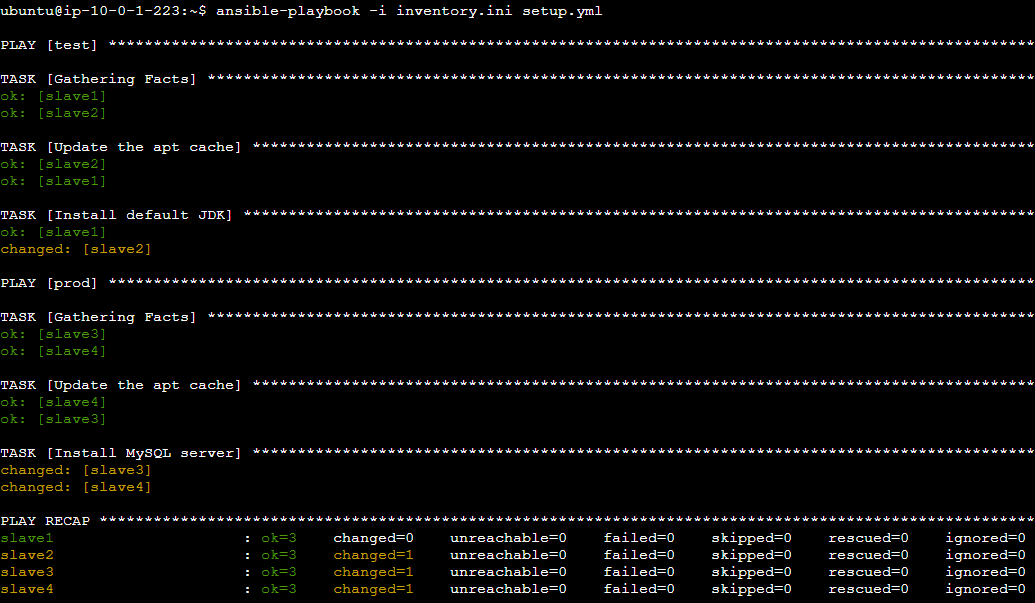 ubuntu@ip-10-0-1-223:~$ ansible-playbook -i inventory.ini setup.yml
PLAY [test] *******************************************************************************************************
TASK [Gathering Facts] ********************************************************************************************
ok: [slave1]
ok: [slave2]
TASK [Update the apt cache] ***************************************************************************************
ok: [slave2]
ok: [slave1]
TASK [Install default JDK] ****************************************************************************************
ok: [slave1]
changed: [slave2]
PLAY [prod] *******************************************************************************************************
TASK [Gathering Facts] ********************************************************************************************
ok: [slave3]
ok: [slave4]
TASK [Update the apt cache] ***************************************************************************************
ok: [slave4]
ok: [slave3]
TASK [Install MySQL server] ***************************************************************************************
changed: [slave3]
changed: [slave4]
PLAY RECAP ********************************************************************************************************
slave1                     : ok=3    changed=0    unreachable=0    failed=0    skipped=0    rescued=0    ignored=0
slave2                     : ok=3    changed=1    unreachable=0    failed=0    skipped=0    rescued=0    ignored=0
slave3                     : ok=3    changed=1    unreachable=0    failed=0    skipped=0    rescued=0    ignored=0
slave4                     : ok=3    changed=1    unreachable=0    failed=0    skipped=0    rescued=0    ignored=0